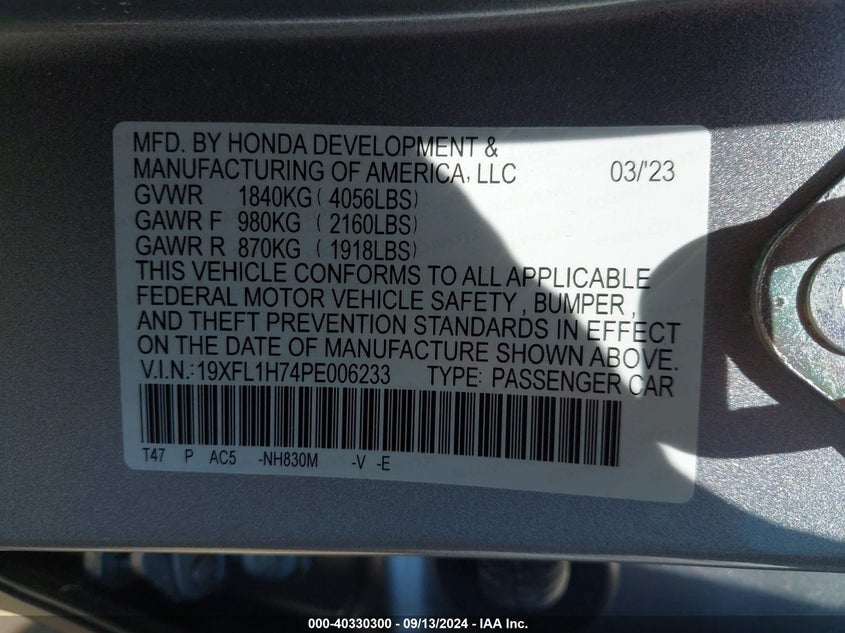 MFD. BY HONDA DEVELOPMENT &
MANUFACTURING OF AMERICA, LLC 03/'23
GVWR 1840KG ( 4056LBS)
GAWR F 980KG ( 2160LBS)
GAWR R 870KG ( 1918LBS)
THIS VEHICLE CONFORMS TO ALL APPLICABLE
FEDERAL MOTOR VEHICLE SAFETY , BUMPER ,
AND THEFT PREVENTION STANDARDS IN EFFECT
ON THE DATE OF MANUFACTURE SHOWN ABOVE.
V.I.N.:19XFL1H74PE006233 TYPE: PASSENGER CAR
T47 P AC5 -NH830M -V -E
000-40330300 - 09/13/2024 - IAA Inc.